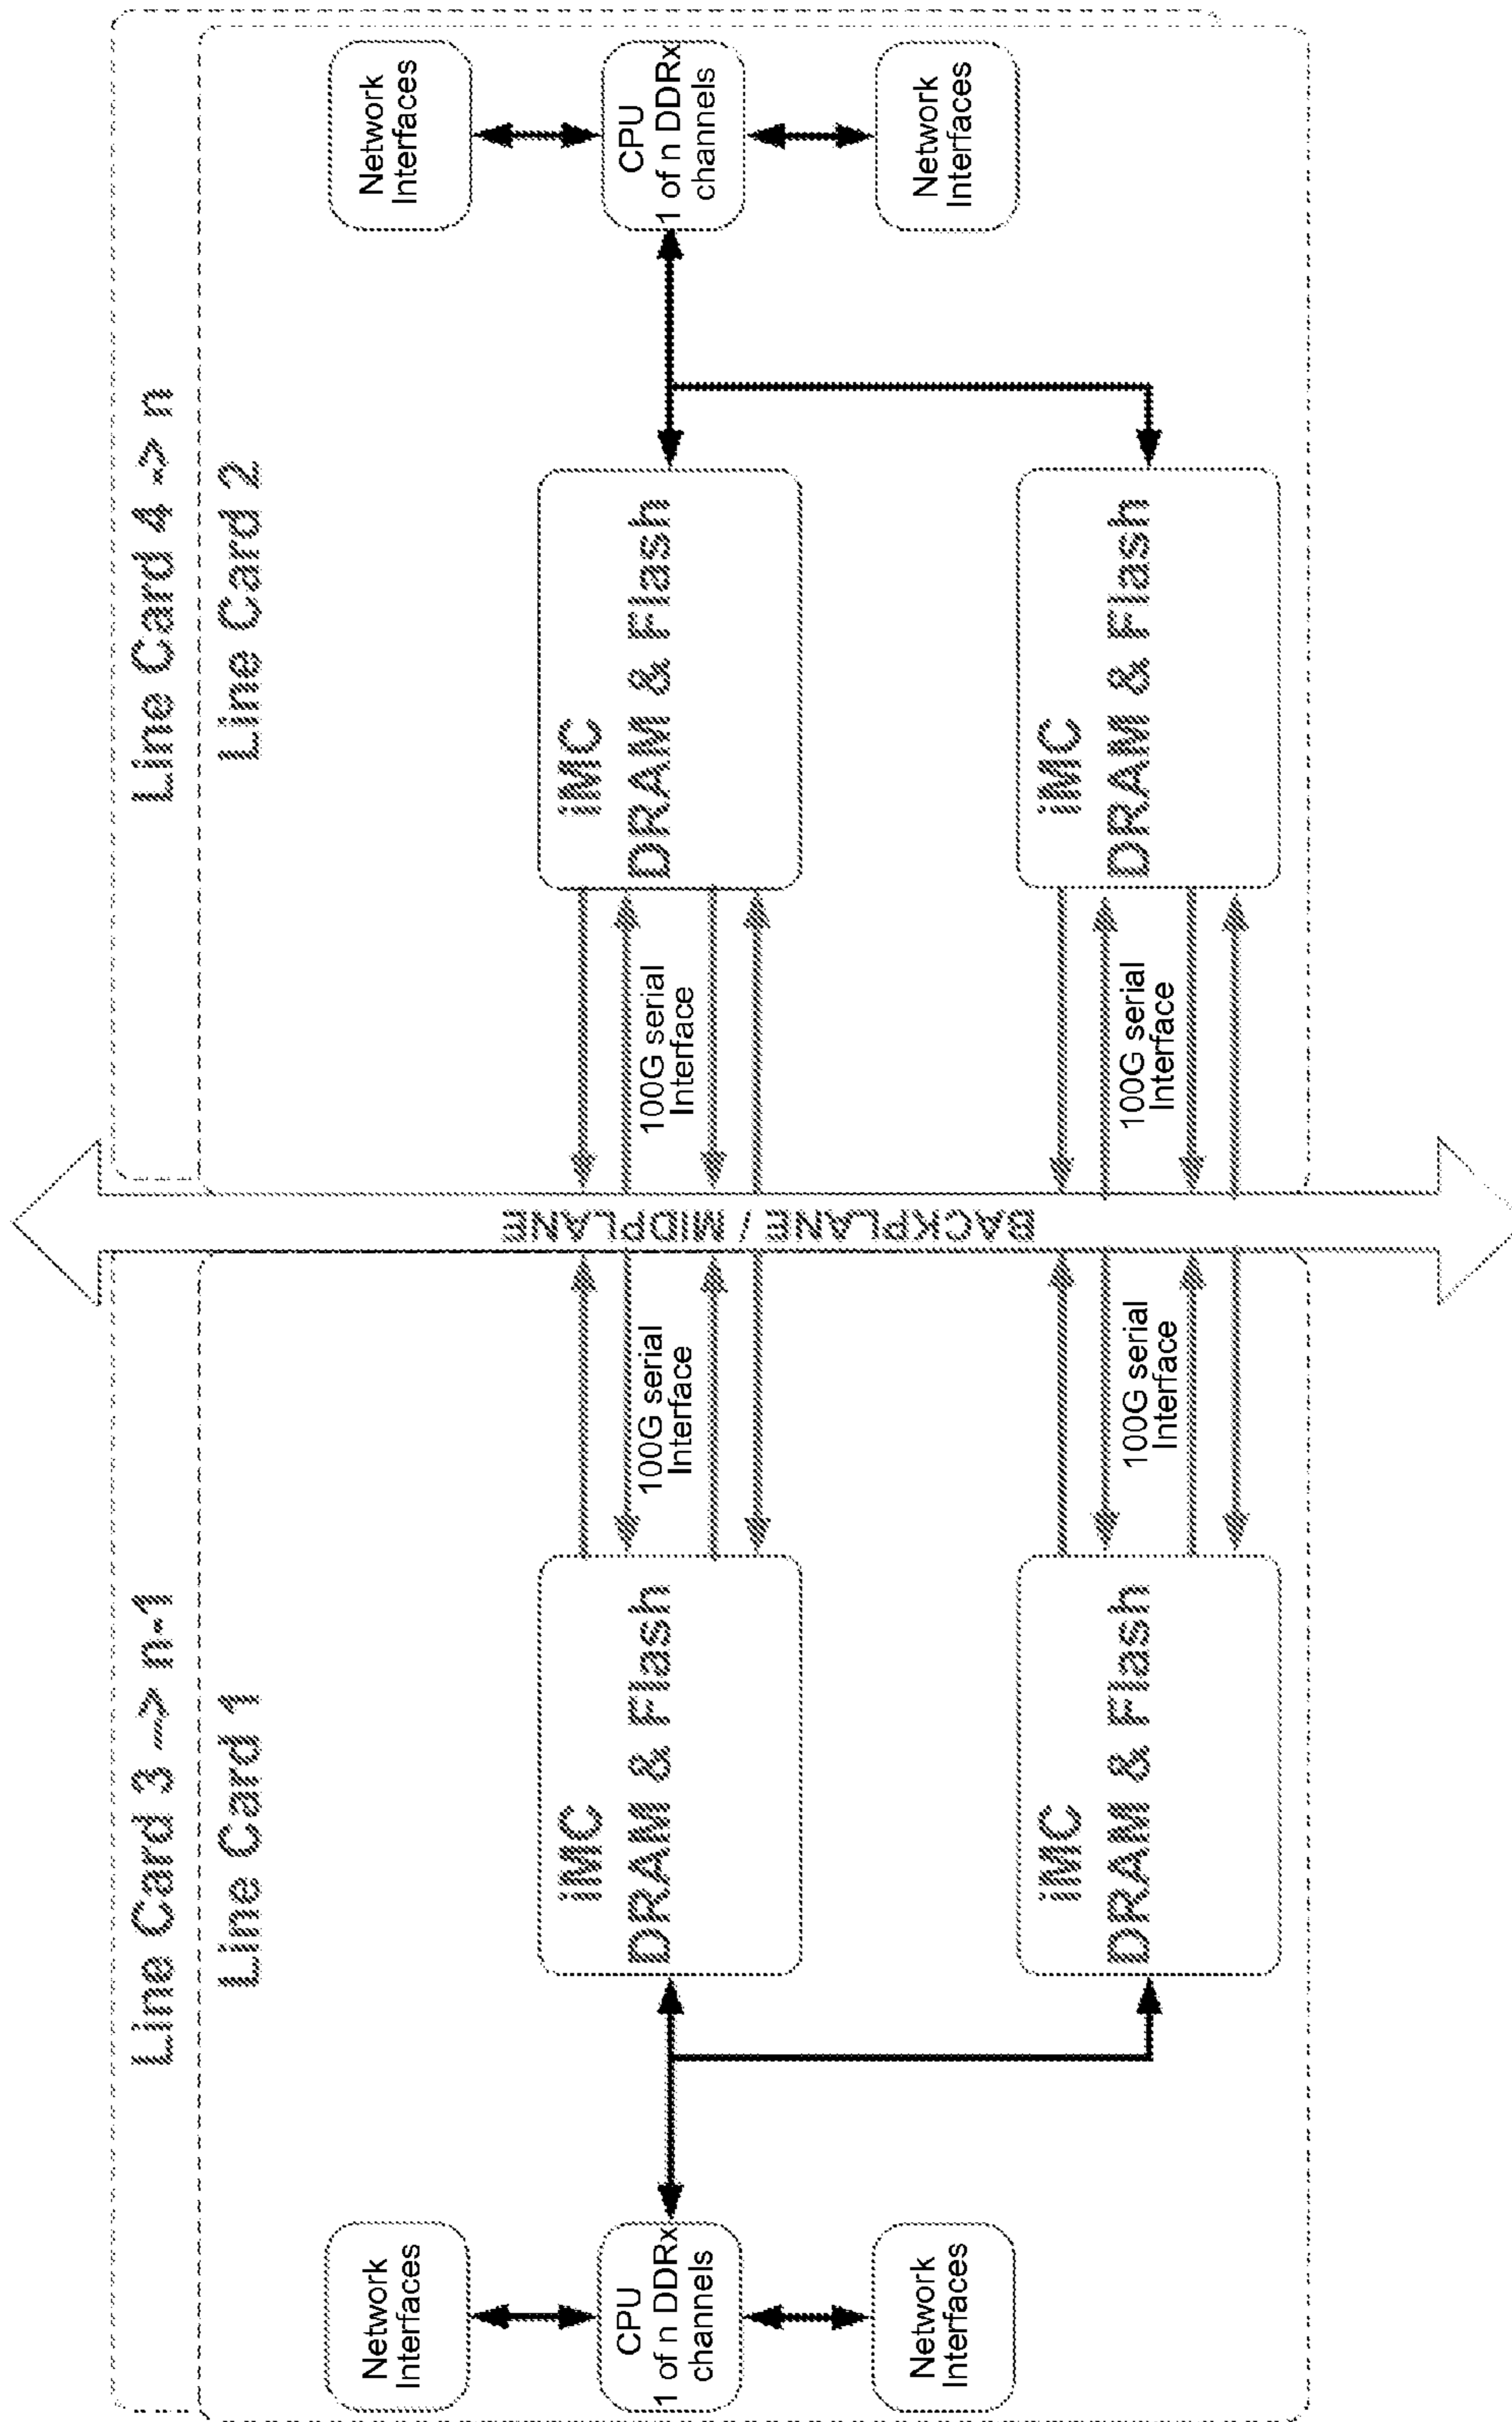 Line Card 3 --> n-1
Line Card 1
Network
Interfaces
CPU
1 of n DDRx
channels
Network
Interfaces
iMC
DRAM & Flash
iMC
DRAM & Flash
100G serial
Interface
100G serial
Interface
BACKPLANE / MIDPLANE
Line Card 4 -> n
Line Card 2
100G serial
Interface
100G serial
Interface
iMC
DRAM & Flash
iMC
DRAM & Flash
Network
Interfaces
CPU
1 of n DDRx
channels
Network
Interfaces